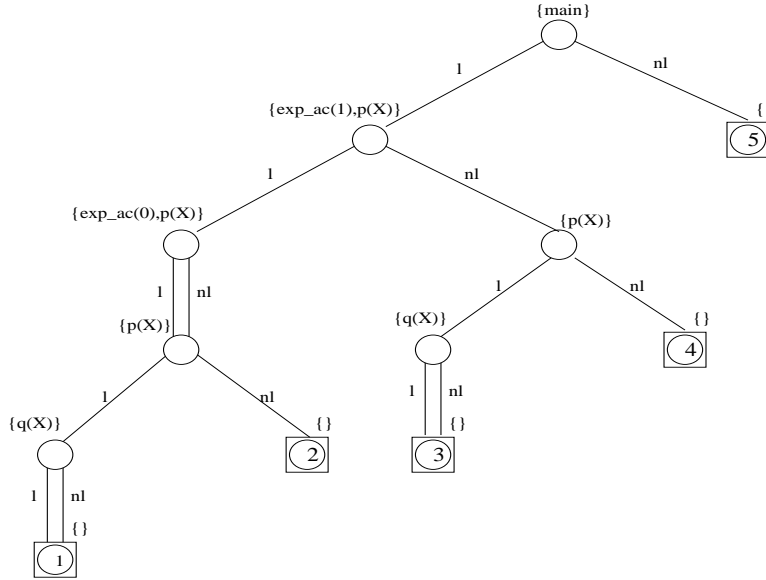 {main}
l
nl
{exp_ac(1),p(X)}
{
5
l
nl
{exp_ac(0),p(X)}
{p(X)}
l
nl
l
nl
{p(X)}
{q(X)}
{}
4
l
nl
l
nl
{q(X)}
{}
2
{}
3
l
nl
{}
1